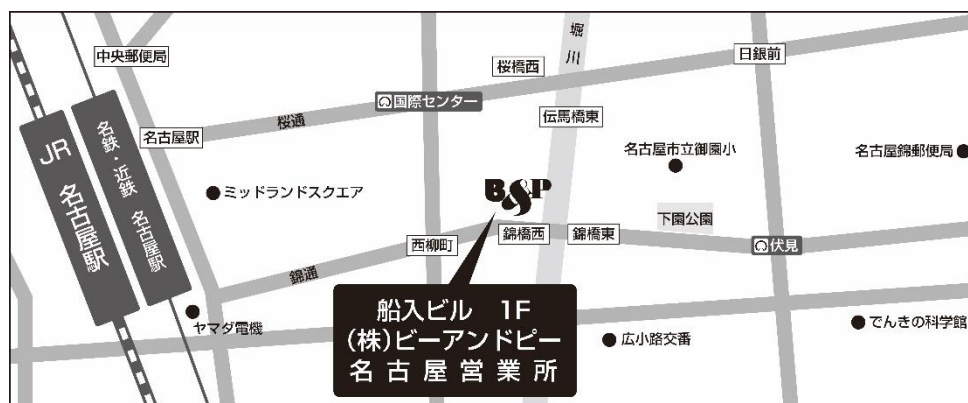 中央郵便局
堀川
桜橋西
日銀前
国際センター
桜通
伝馬橋東
名古屋駅
名古屋市立御園小
名古屋錦郵便局
JR 名古屋駅
名鉄・近鉄 名古屋駅
ミッドランドスクエア
B&P
下園公園
西柳町
錦橋西
錦橋東
伏見
錦通
ヤマダ電機
船入ビル 1F
(株)ビーアンドピー
名古屋営業所
広小路交番
でんきの科学館